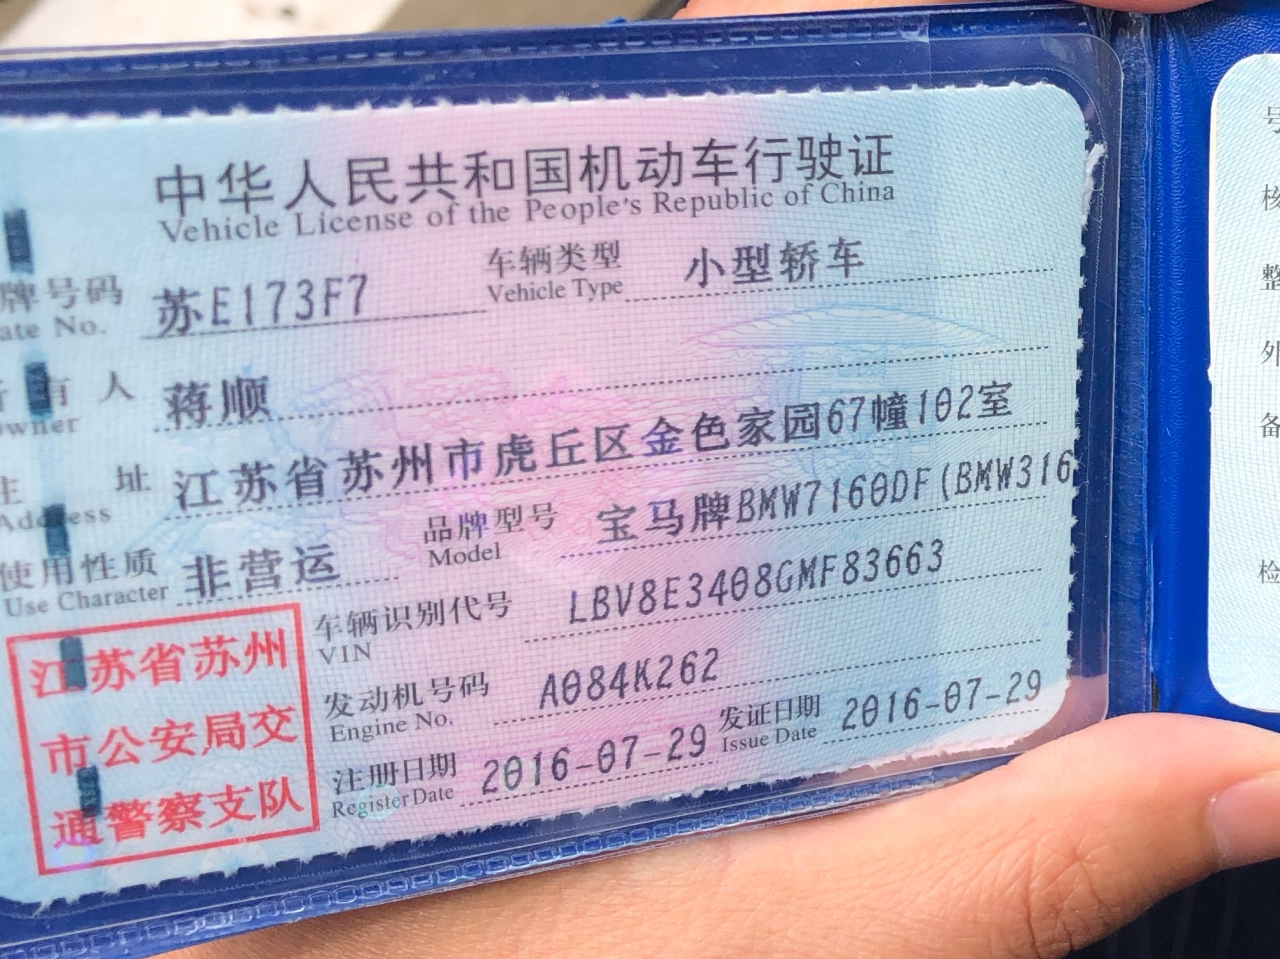 中华人民共和国机动车行驶证
Vehicle License of the People's Republic of China
牌号码 苏E173F7 车辆类型 小型轿车
ate No. Vehicle Type
有人 蒋顺
wner
址 江苏省苏州市虎丘区金色家园67幢102室
Address
使用性质 非营运 品牌型号 宝马牌BMW7160DF(BMW316
Use Character Model
车辆识别代号 LBV8E3408GMF83663
VIN
发动机号码 A084K262
Engine No.
注册日期 2016-07-29 发证日期 2016-07-29
Register Date Issue Date
江苏省苏州
市公安局交
通警察支队
号
核
整
外
备
检